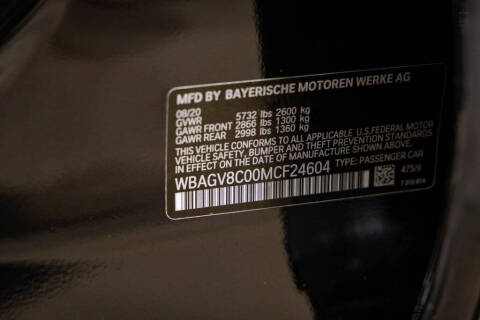 MFD BY BAYERISCHE MOTOREN WERKE AG
08/20
GVWR 5732 lbs 2600 kg
GAWR FRONT 2866 lbs 1300 kg
GAWR REAR 2998 lbs 1360 kg
THIS VEHICLE CONFORMS TO ALL APPLICABLE U.S. FEDERAL MOTOR
VEHICLE SAFETY, BUMPER AND THEFT PREVENTION STANDARDS
IN EFFECT ON THE DATE OF MANUFACTURE SHOWN ABOVE.
WBAGV8C00MCF24604 TYPE: PASSENGER CAR
475/9